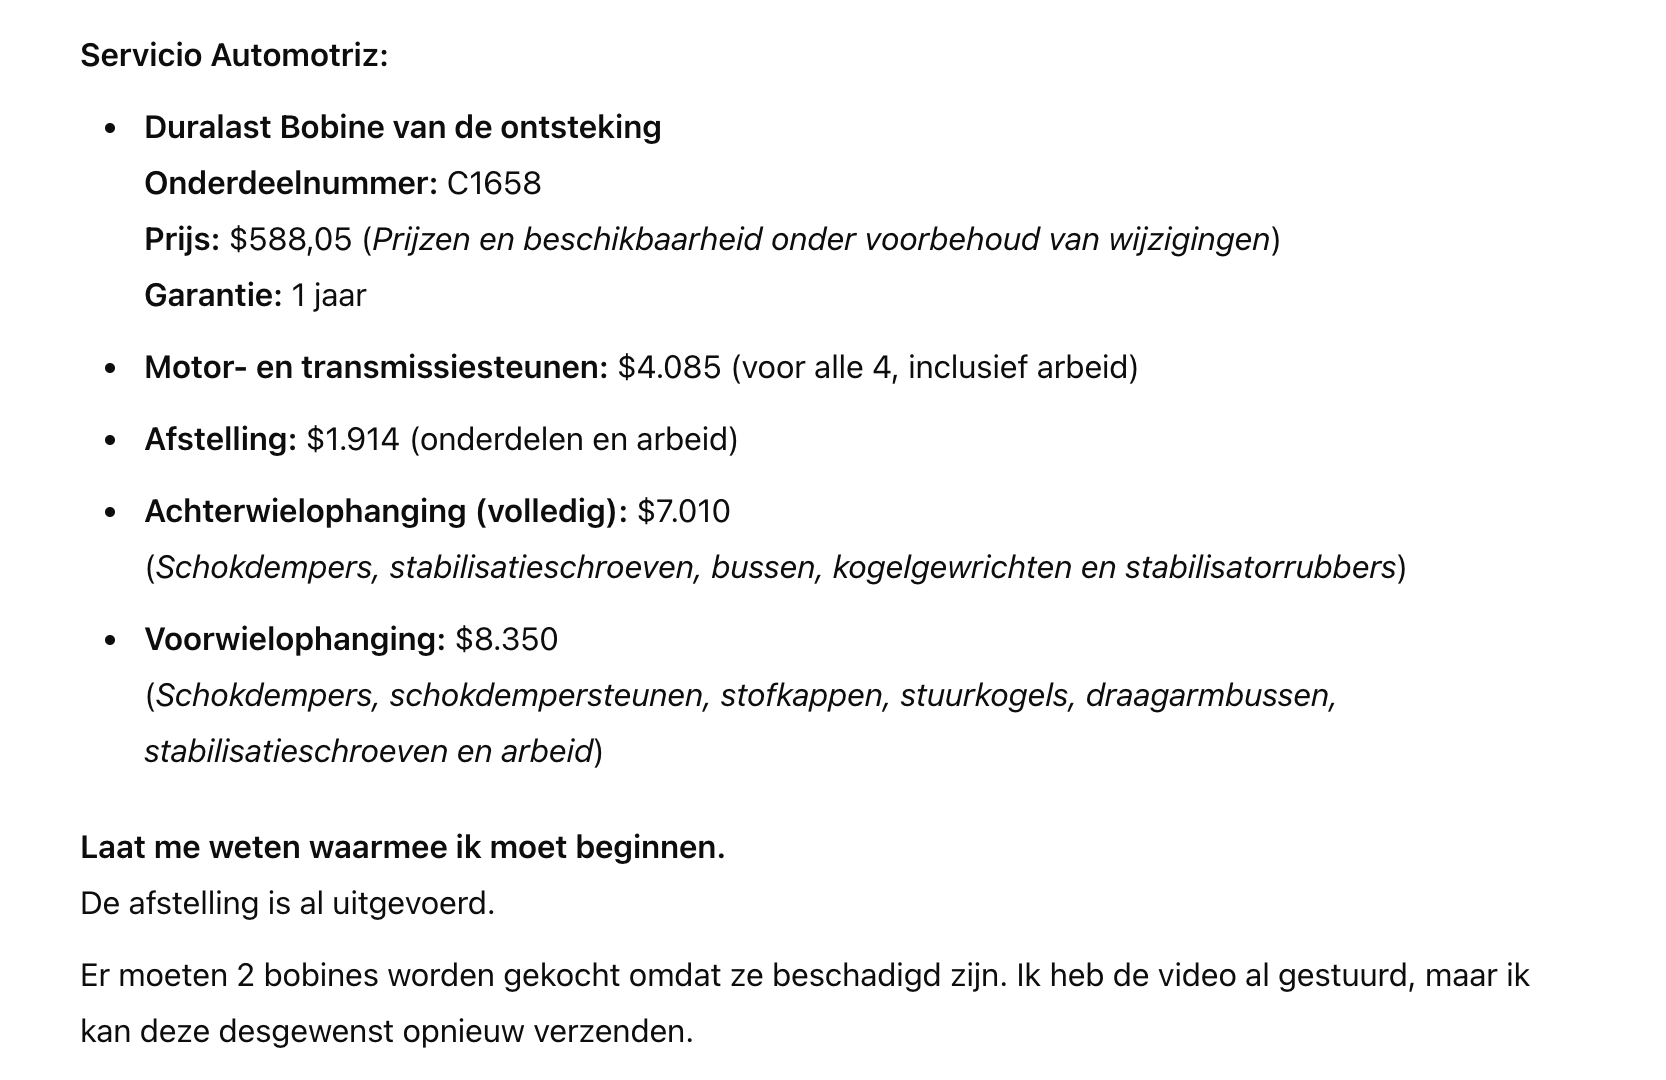 Servicio Automotriz:
• Duralast Bobine van de ontsteking
Onderdeelnummer: C1658
Prijs: $588,05 (Prijzen en beschikbaarheid onder voorbehoud van wijzigingen)
Garantie: 1 jaar
• Motor- en transmissiesteunen: $4.085 (voor alle 4, inclusief arbeid)
• Afstelling: $1.914 (onderdelen en arbeid)
• Achterwielophanging (volledig): $7.010
(Schokdempers, stabilisatieschroeven, bussen, kogelgewrichten en stabilisatorrubbers)
• Voorwielophanging: $8.350
(Schokdempers, schokdempersteunen, stofkappen, stuurkogels, draagarmbussen,
stabilisatieschroeven en arbeid)
Laat me weten waarmee ik moet beginnen.
De afstelling is al uitgevoerd.
Er moeten 2 bobines worden gekocht omdat ze beschadigd zijn. Ik heb de video al gestuurd, maar ik
kan deze desgewenst opnieuw verzenden.